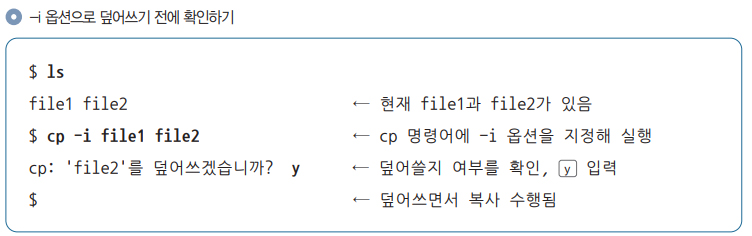 -i 옵션으로 덮어쓰기 전에 확인하기
$ ls
file1 file2 ← 현재 file1과 file2가 있음
$ cp -i file1 file2 ← cp 명령어에 -i 옵션을 지정해 실행
cp: 'file2'를 덮어쓰겠습니까? y ← 덮어쓸지 여부를 확인, y 입력
$ ← 덮어쓰면서 복사 수행됨